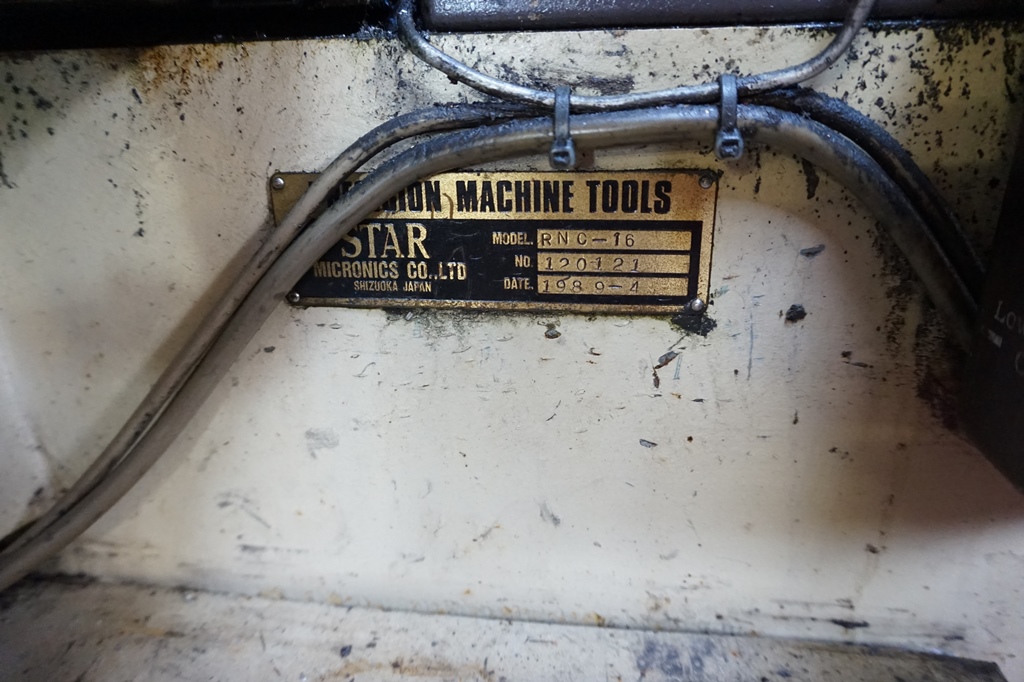 MACHINE TOOLS
STAR
MICRONICS CO.,LTD
SHIZUOKA JAPAN
MODEL. RNC-16
NO. 120121
DATE. 1989-4